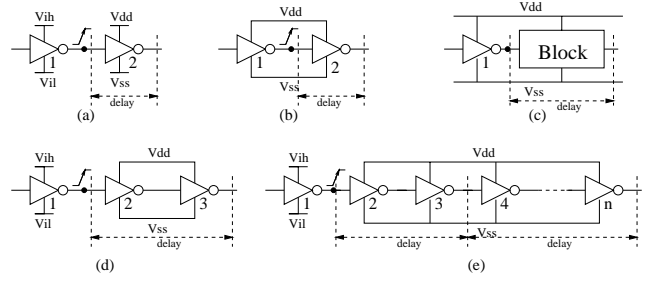 Vih Vdd
1 2
Vil Vss
delay
(a)
Vdd
1 2
Vss
delay
(b)
Vdd
1 Block
Vss
delay
(c)
Vih Vdd
1 2 3
Vil Vss
delay
(d)
Vih Vdd
1 2 3 4 n
Vil Vss
delay delay
(e)